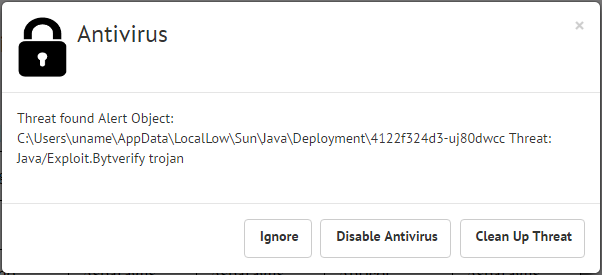 Antivirus
×
Threat found Alert Object:
C:\Users\uname\AppData\LocalLow\Sun\Java\Deployment\4122f324d3-uj80dwcc Threat:
Java/Exploit.Bytverify trojan
Ignore
Disable Antivirus
Clean Up Threat